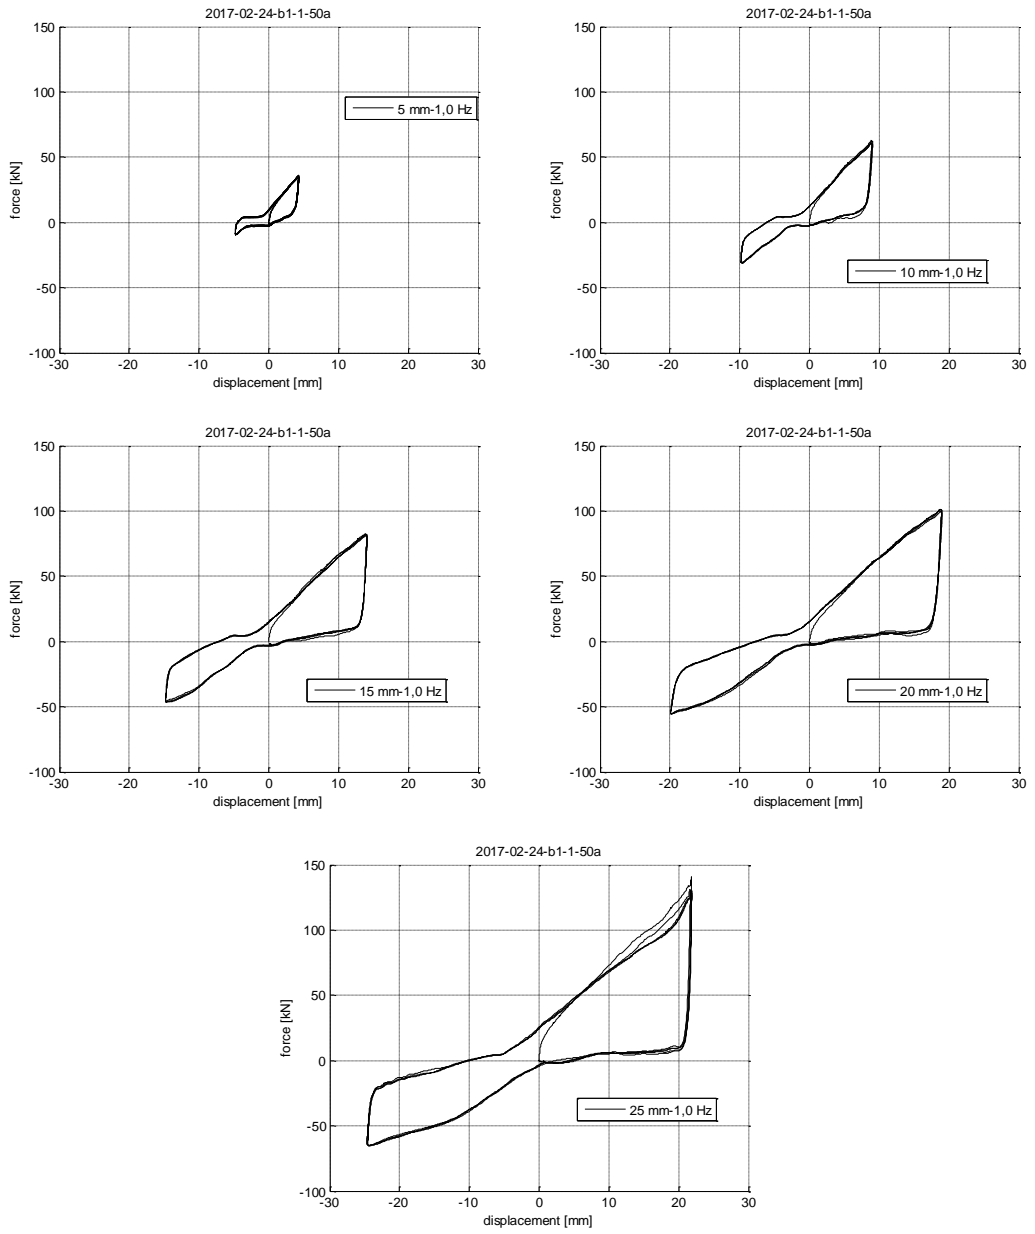 2017-02-24-b1-1-50a
150
100
50
0
-50
-100
-30 -20 -10 0 10 20 30
force [kN]
displacement [mm]
5 mm-1,0 Hz
2017-02-24-b1-1-50a
150
100
50
0
-50
-100
-30 -20 -10 0 10 20 30
force [kN]
displacement [mm]
10 mm-1,0 Hz
2017-02-24-b1-1-50a
150
100
50
0
-50
-100
-30 -20 -10 0 10 20 30
force [kN]
displacement [mm]
15 mm-1,0 Hz
2017-02-24-b1-1-50a
150
100
50
0
-50
-100
-30 -20 -10 0 10 20 30
force [kN]
displacement [mm]
20 mm-1,0 Hz
2017-02-24-b1-1-50a
150
100
50
0
-50
-100
-30 -20 -10 0 10 20 30
force [kN]
displacement [mm]
25 mm-1,0 Hz